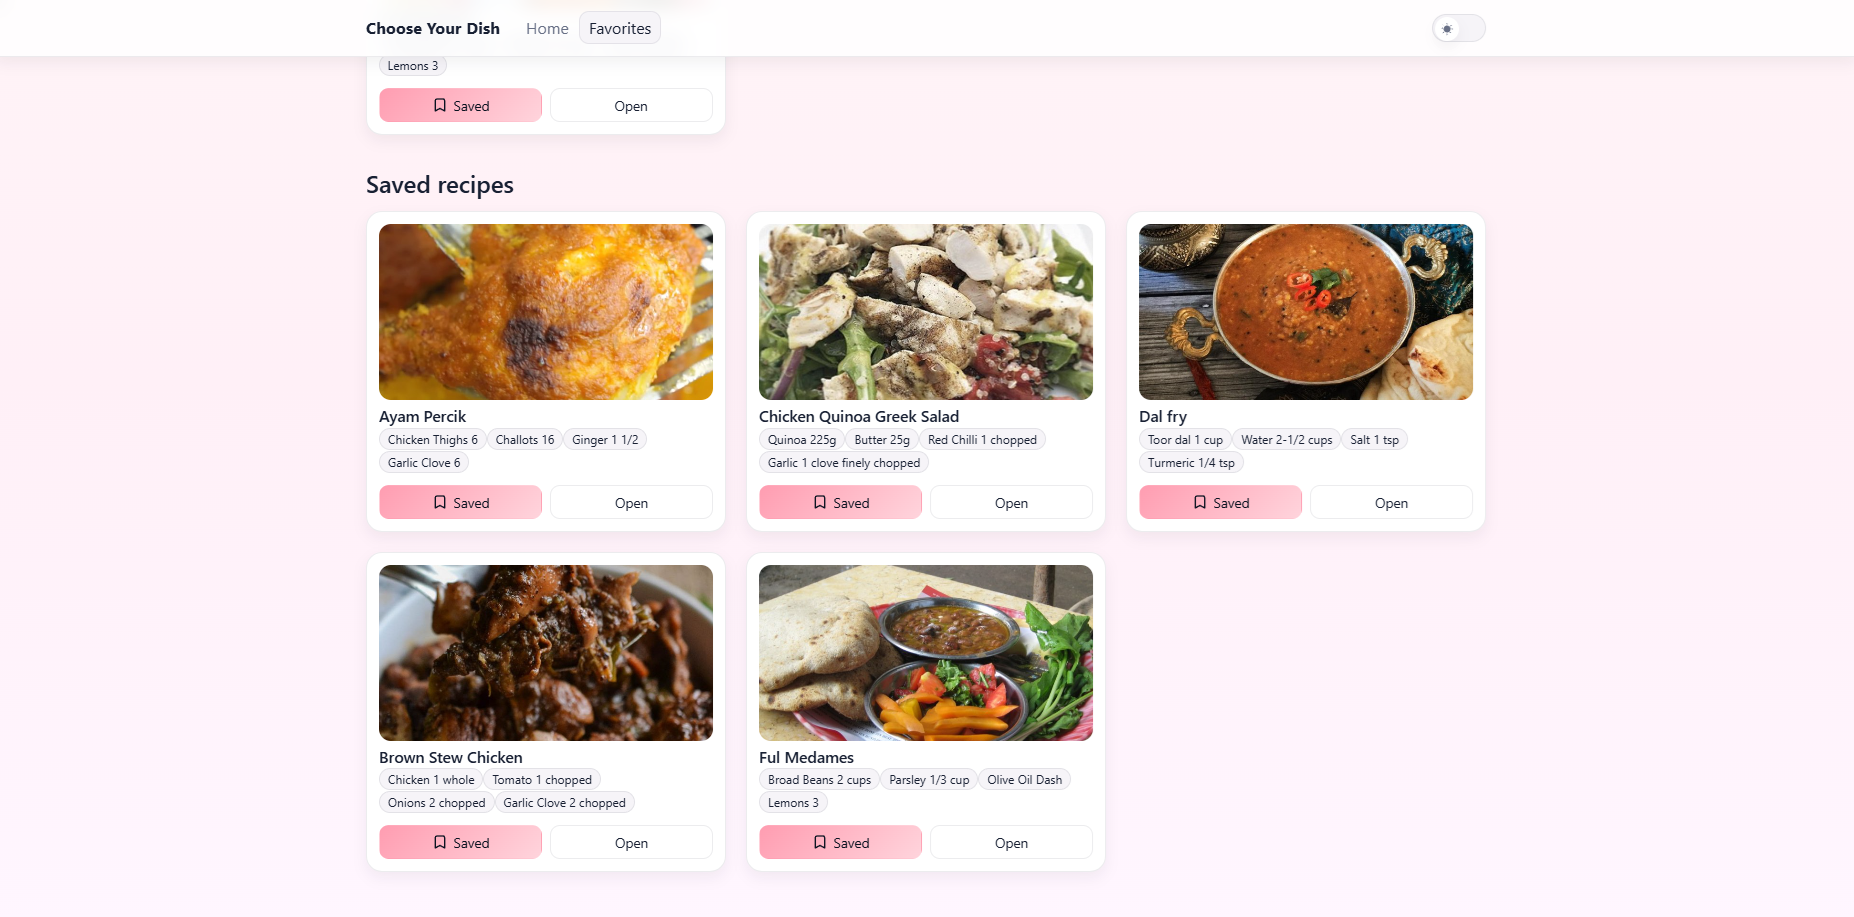 Choose Your Dish Home Favorites
Lemons 3
Saved Open
Saved recipes
Ayam Percik
Chicken Thighs 6 Challots 16 Ginger 1 1/2
Garlic Clove 6
Saved Open
Chicken Quinoa Greek Salad
Quinoa 225g Butter 25g Red Chilli 1 chopped
Garlic 1 clove finely chopped
Saved Open
Dal fry
Toor dal 1 cup Water 2-1/2 cups Salt 1 tsp
Turmeric 1/4 tsp
Saved Open
Brown Stew Chicken
Chicken 1 whole Tomato 1 chopped
Onions 2 chopped Garlic Clove 2 chopped
Saved Open
Ful Medames
Broad Beans 2 cups Parsley 1/3 cup Olive Oil Dash
Lemons 3
Saved Open